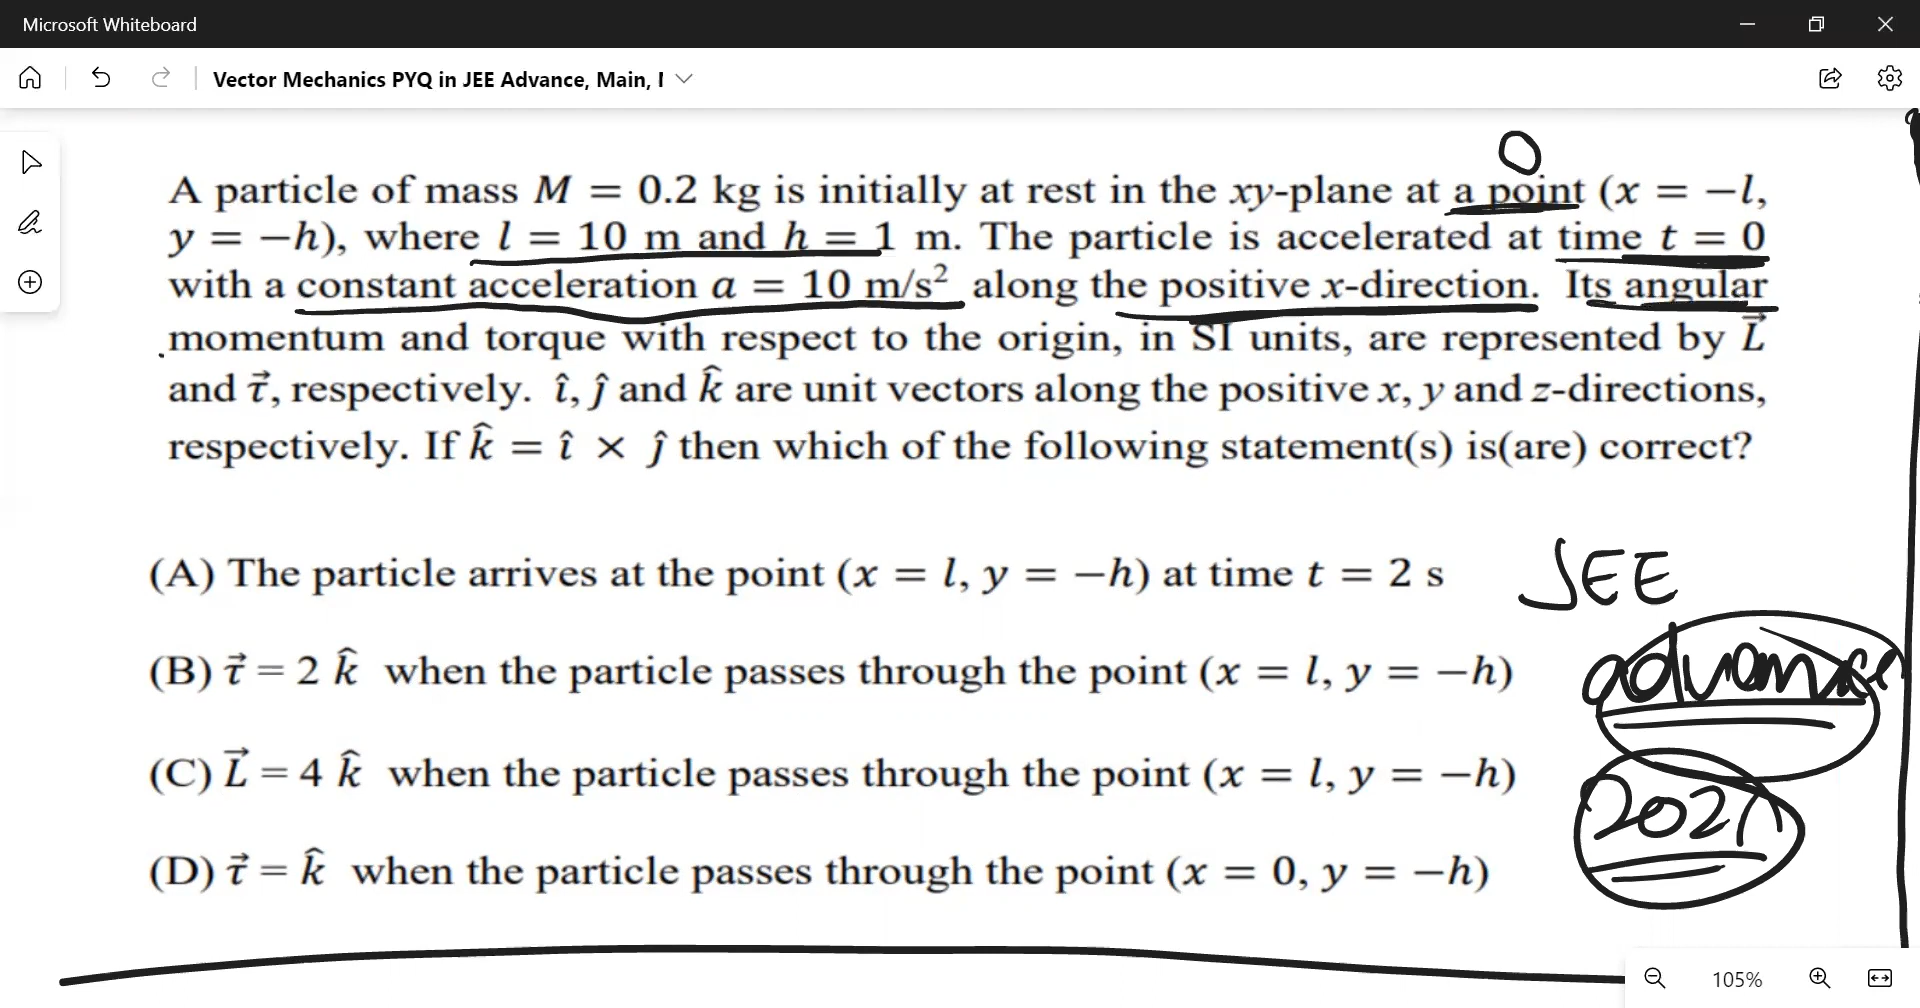 Microsoft Whiteboard
Vector Mechanics PYQ in JEE Advance, Main, I
O
A particle of mass M = 0.2 kg is initially at rest in the xy-plane at a point (x = −l,
y = −h), where l = 10 m and h = 1 m. The particle is accelerated at time t = 0
with a constant acceleration a = 10 m/s² along the positive x-direction. Its angular
momentum and torque with respect to the origin, in SI units, are represented by L⃗
and τ⃗, respectively. î, ĵ and k̂ are unit vectors along the positive x, y and z-directions,
respectively. If k̂ = î × ĵ then which of the following statement(s) is(are) correct?
(A) The particle arrives at the point (x = l, y = −h) at time t = 2 s
(B) τ⃗ = 2 k̂ when the particle passes through the point (x = l, y = −h)
(C) L⃗ = 4 k̂ when the particle passes through the point (x = l, y = −h)
(D) τ⃗ = k̂ when the particle passes through the point (x = 0, y = −h)
JEE
advance
2021
105%